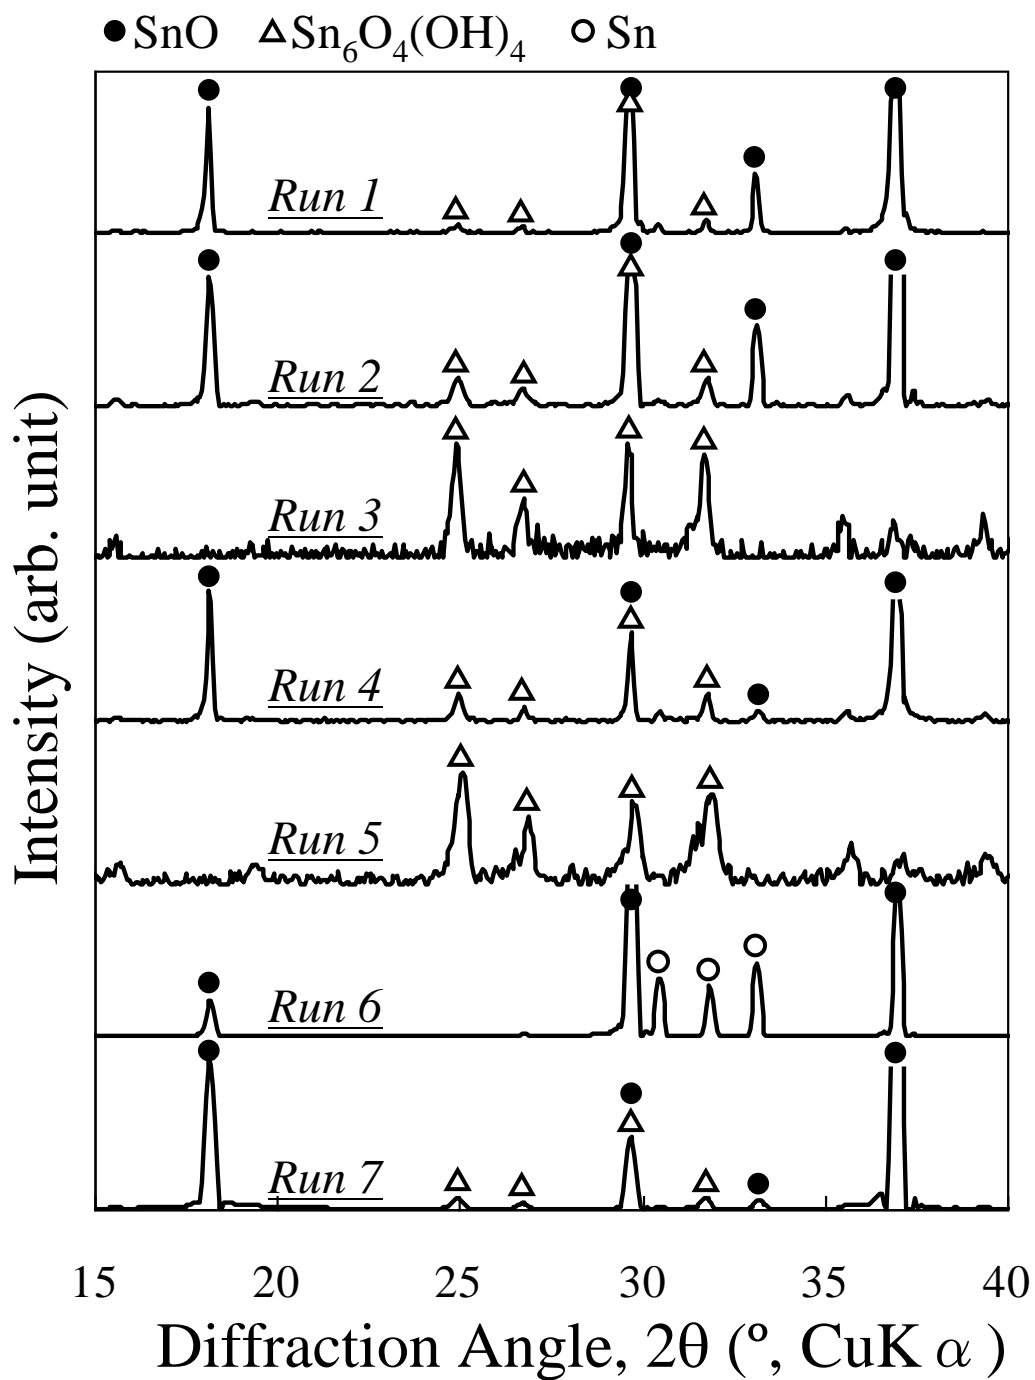 ● SnO △ Sn₆O₄(OH)₄ ○ Sn
Intensity (arb. unit)
Run 1
Run 2
Run 3
Run 4
Run 5
Run 6
Run 7
15 20 25 30 35 40
Diffraction Angle, 2θ (º, CuK α )